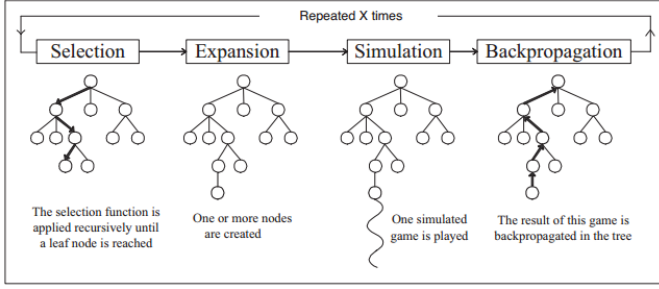 Repeated X times
Selection
Expansion
Simulation
Backpropagation
The selection function is
applied recursively until
a leaf node is reached
One or more nodes
are created
One simulated
game is played
The result of this game is
backpropagated in the tree